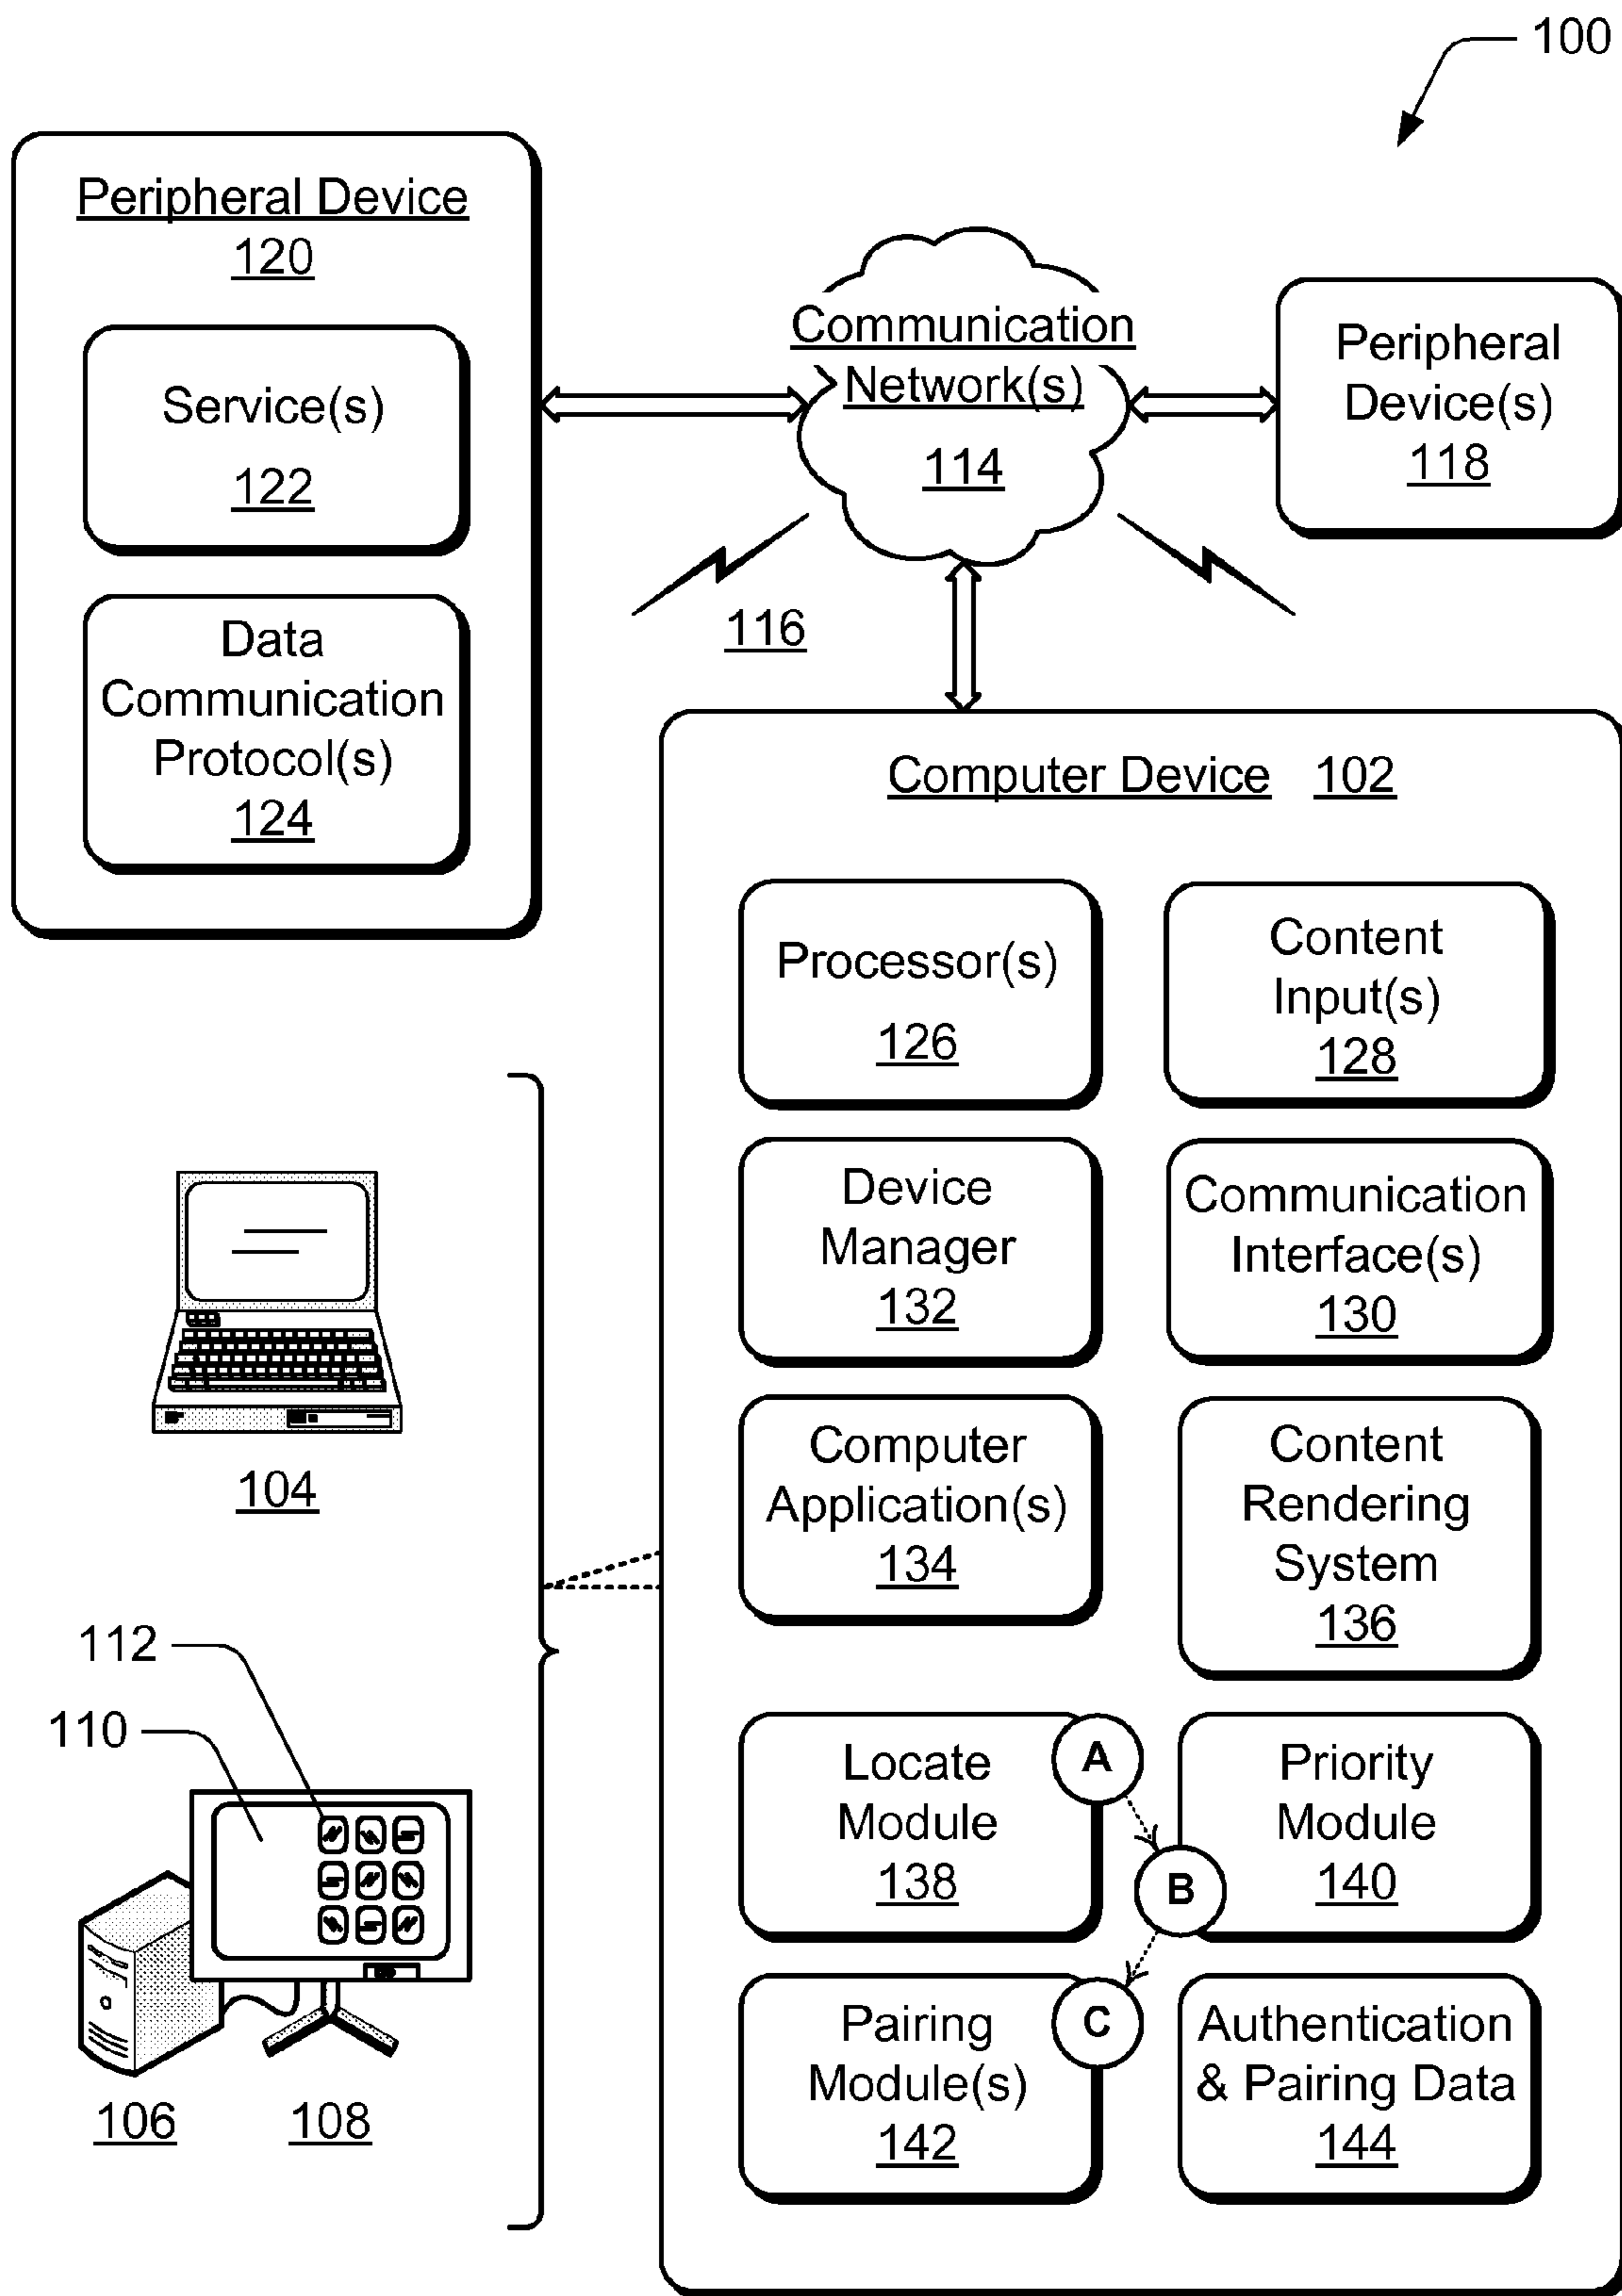 100
Peripheral Device
120
Service(s)
122
Data
Communication
Protocol(s)
124
Communication
Network(s)
114
Peripheral
Device(s)
118
116
Computer Device 102
Processor(s)
126
Content
Input(s)
128
Device
Manager
132
Communication
Interface(s)
130
Computer
Application(s)
134
Content
Rendering
System
136
Locate
Module
138
A
Priority
Module
140
B
Pairing
Module(s)
142
C
Authentication
& Pairing Data
144
104
112
110
106
108